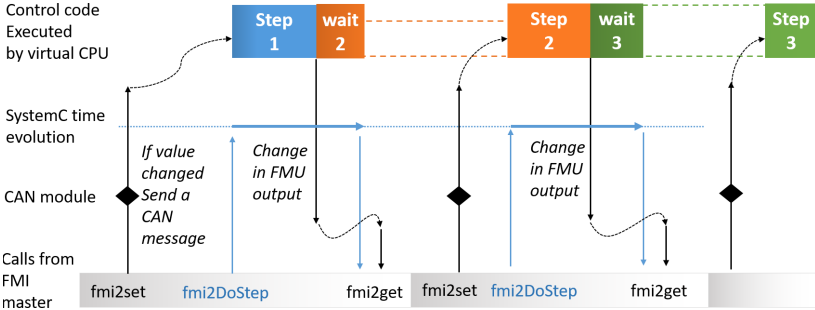 Control code
Executed
by virtual CPU
Step
1
wait
2
Step
2
wait
3
Step
3
SystemC time
evolution
If value
changed
Send a
CAN
message
Change
in FMU
output
Change
in FMU
output
CAN module
Calls from
FMI
master
fmi2set
fmi2DoStep
fmi2get
fmi2set
fmi2DoStep
fmi2get